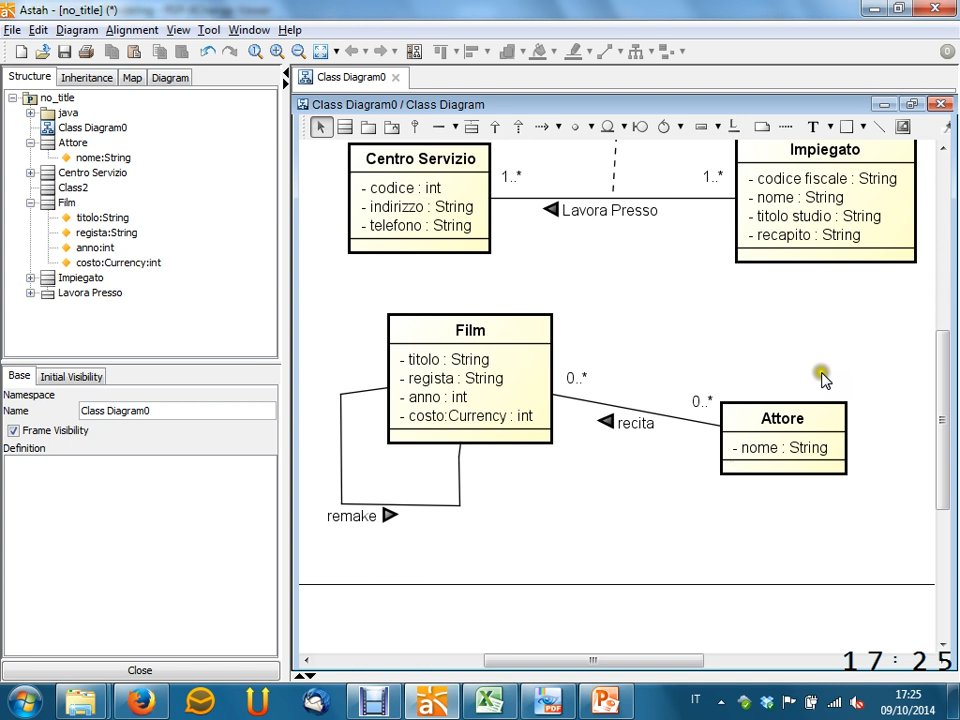 Astah - [no_title] (*)
File Edit Diagram Alignment View Tool Window Help
Structure Inheritance Map Diagram
no_title
java
Class Diagram0
Attore
nome:String
Centro Servizio
Class2
Film
titolo:String
regista:String
anno:int
costo:Currency:int
Impiegato
Lavora Presso
Base Initial Visibility
Namespace
Name Class Diagram0
Frame Visibility
Definition
Close
Class Diagram0
Class Diagram0 / Class Diagram
T
Centro Servizio
- codice : int
- indirizzo : String
- telefono : String
1..*
1..*
Lavora Presso
Impiegato
- codice fiscale : String
- nome : String
- titolo studio : String
- recapito : String
Film
- titolo : String
- regista : String
- anno : int
- costo:Currency : int
0..*
0..*
recita
Attore
- nome : String
remake
17:25
IT
17:25
09/10/2014